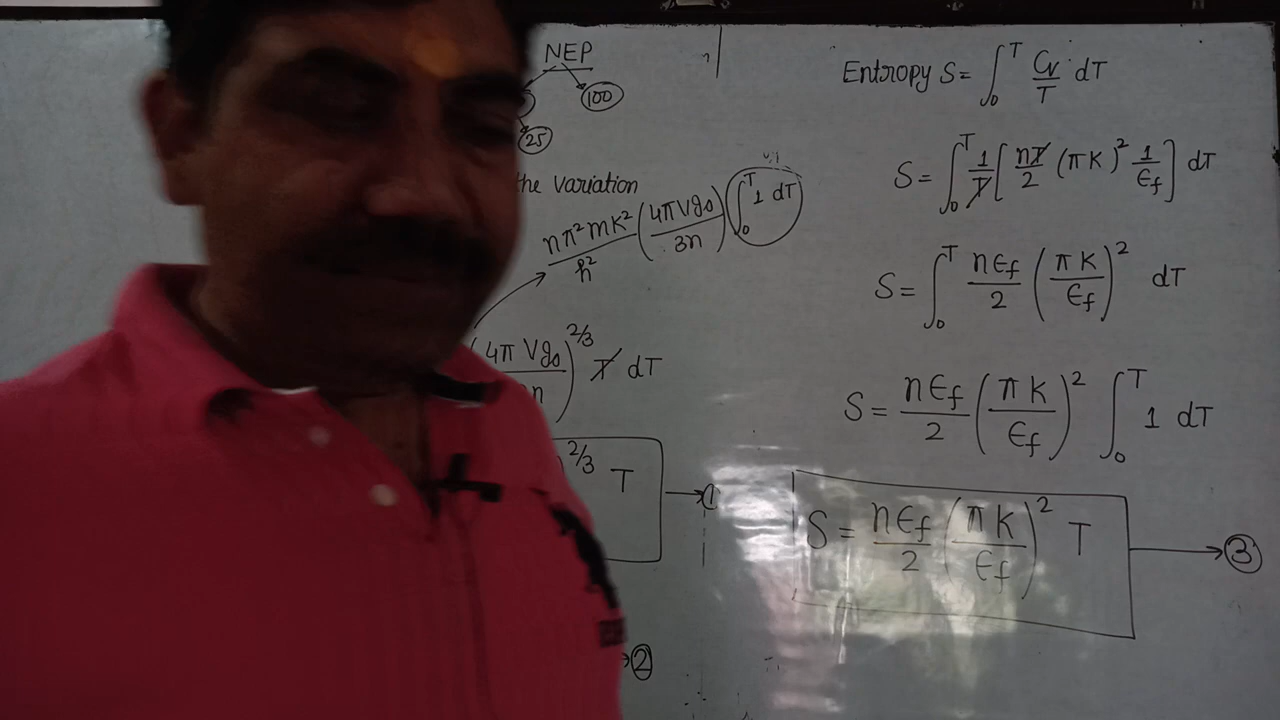 NEP
100
25
the variation
nπ²mk²/ħ² (4πVg₀/3n) ∫₀ᵀ 1 dT
(4πVg₀/n)^2/3 T dT
)^2/3 T → ①
→ ②
Entropy S = ∫₀ᵀ Cv/T dT
S = ∫₀ᵀ 1/T [nT/2 (πK)² 1/ϵf] dT
S = ∫₀ᵀ nϵf/2 (πK/ϵf)² dT
S = nϵf/2 (πk/ϵf)² ∫₀ᵀ 1 dT
S = nϵf/2 (πK/ϵf)² T → ③